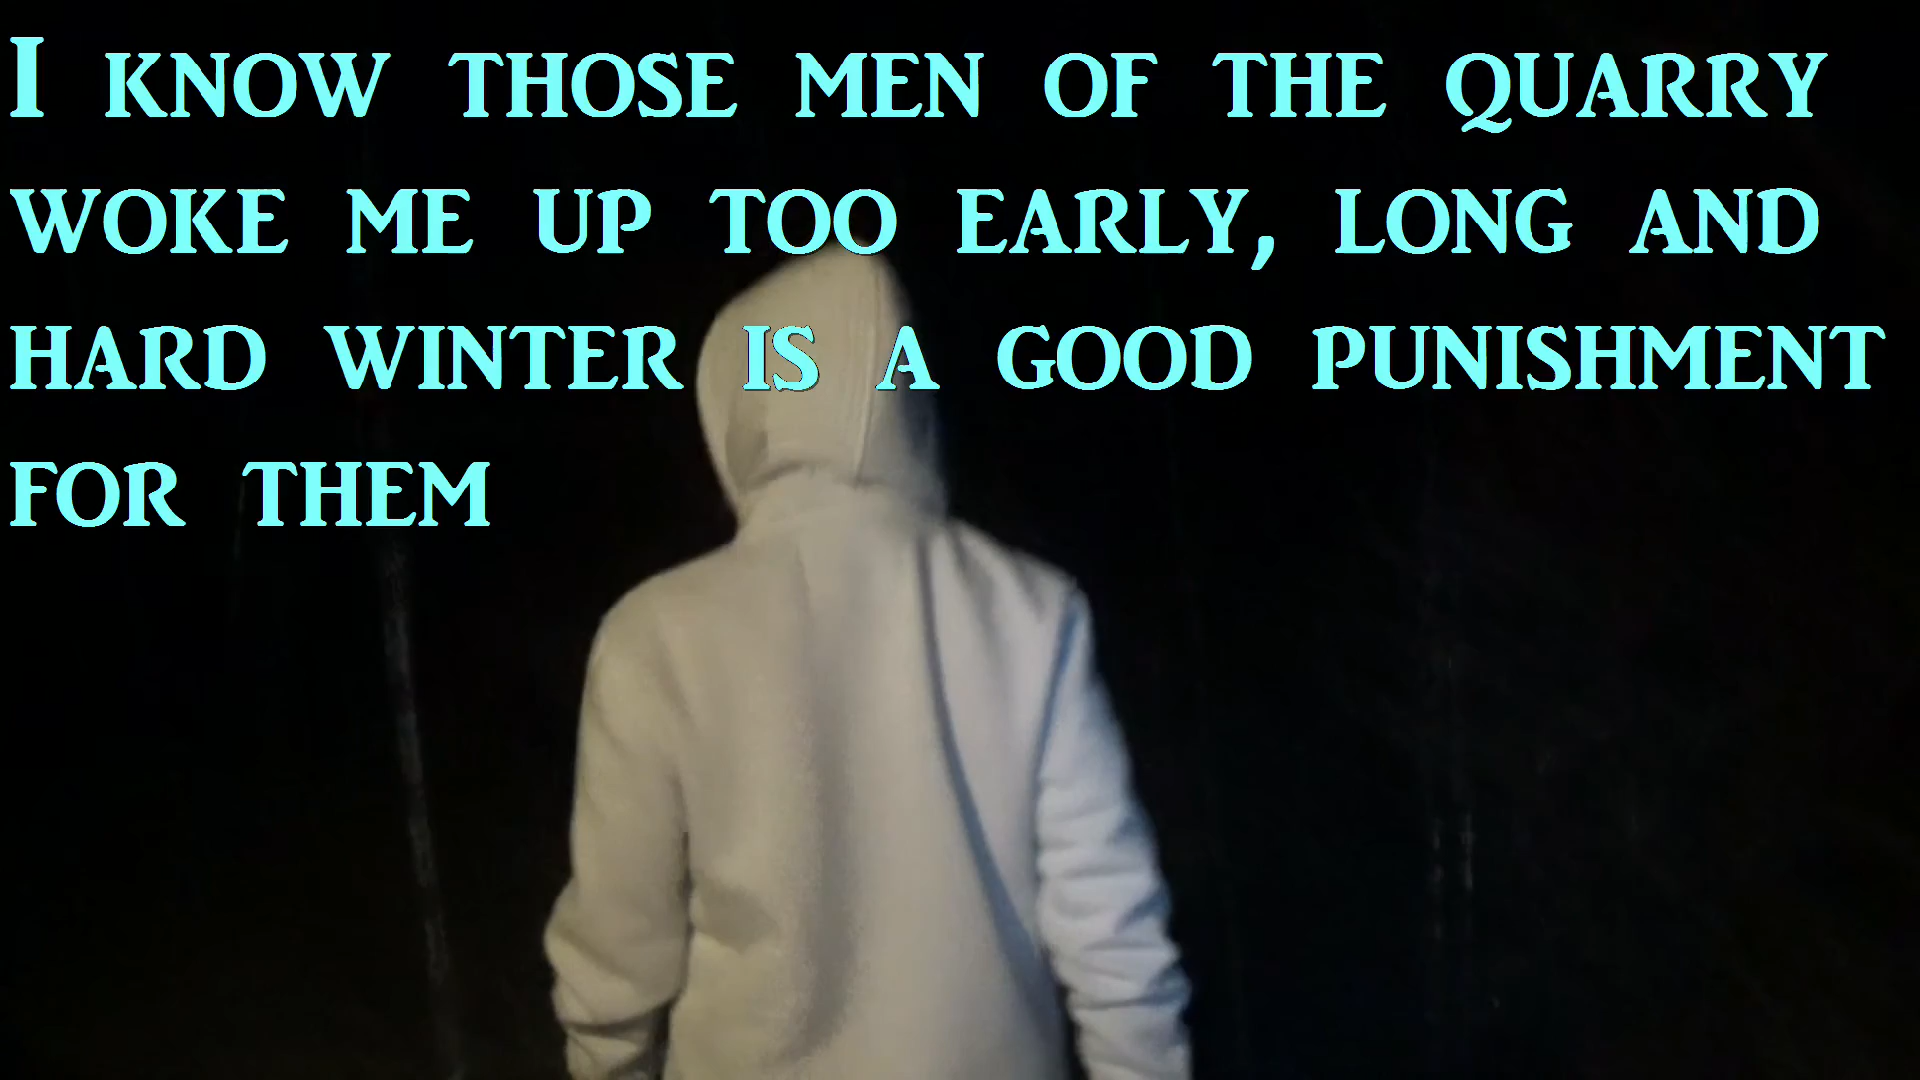 I know those men of the quarry
woke me up too early, long and
hard winter is a good punishment
for them